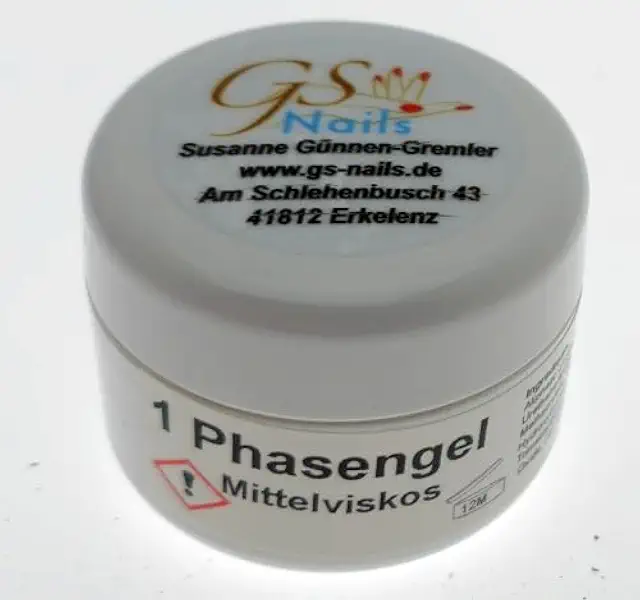 GS
Nails
Susanne Günnen-Gremler
www.gs-nails.de
Am Schlehenbusch 43
41812 Erkelenz
1 Phasengel
Mittelviskos
!
12M